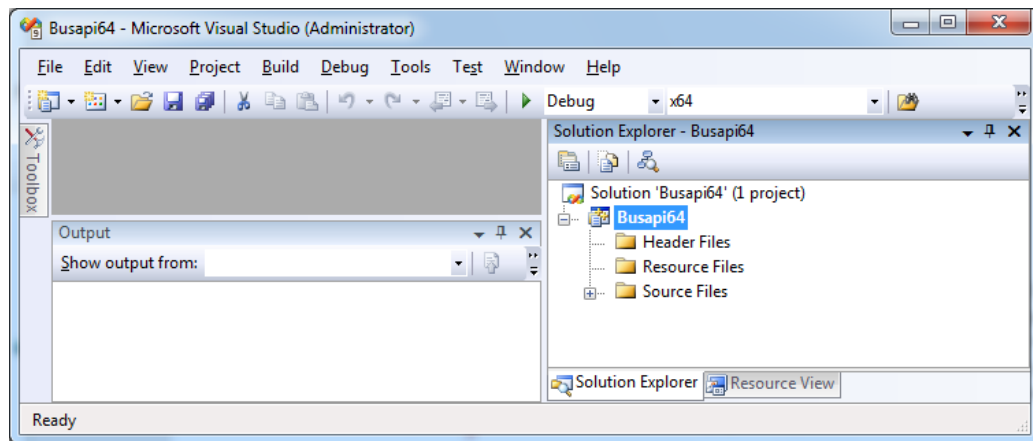 Busapi64 - Microsoft Visual Studio (Administrator)
File Edit View Project Build Debug Tools Test Window Help
Debug x64
Toolbox
Solution Explorer - Busapi64
Solution 'Busapi64' (1 project)
Busapi64
Header Files
Resource Files
Source Files
Output
Show output from:
Solution Explorer Resource View
Ready